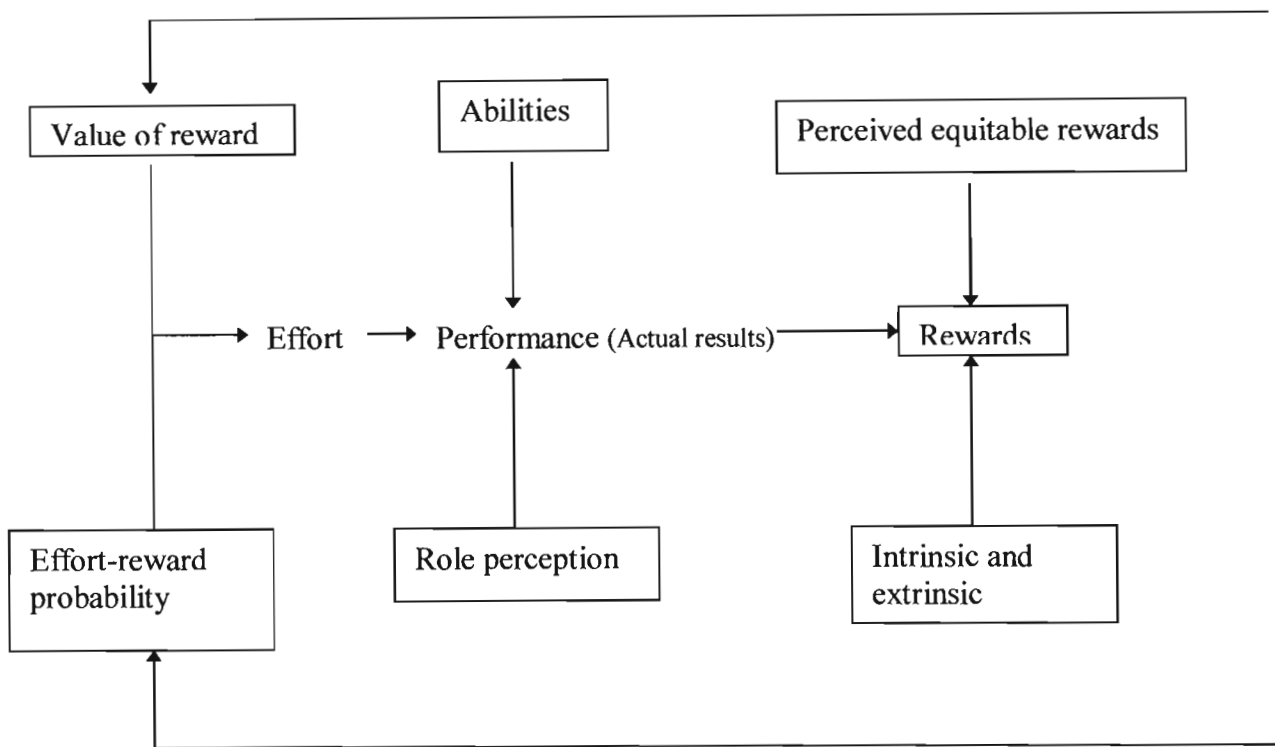 Value of reward
Abilities
Perceived equitable rewards
Effort
Performance (Actual results)
Rewards
Effort-reward
probability
Role perception
Intrinsic and
extrinsic